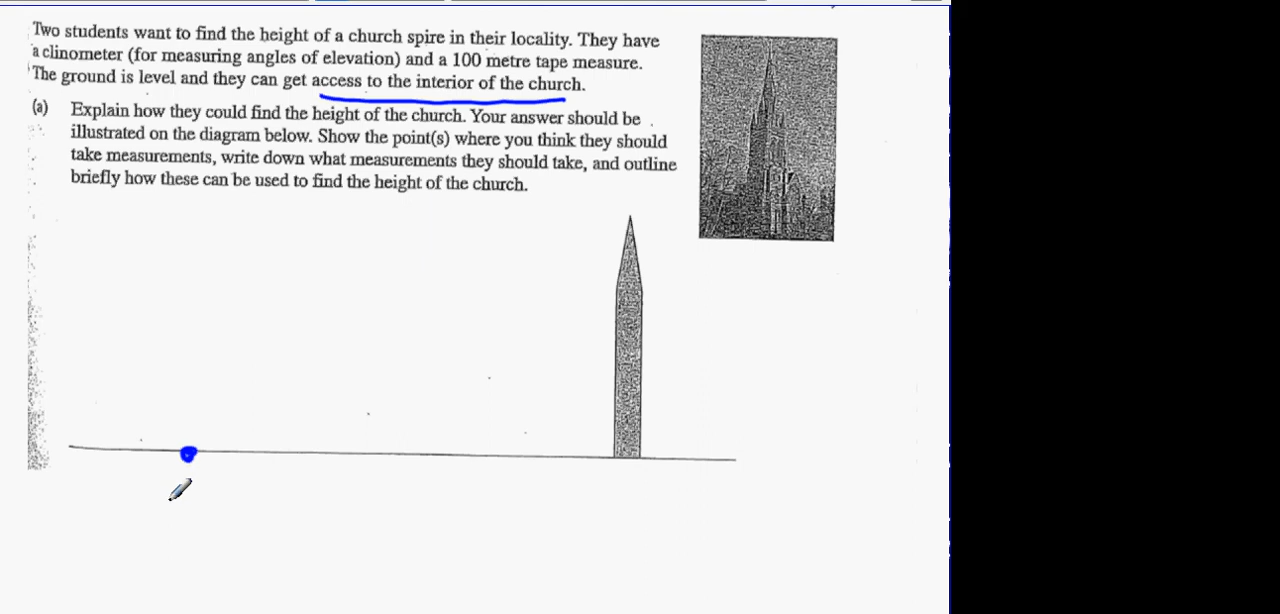 Two students want to find the height of a church spire in their locality. They have
a clinometer (for measuring angles of elevation) and a 100 metre tape measure.
The ground is level and they can get access to the interior of the church.
(a) Explain how they could find the height of the church. Your answer should be
illustrated on the diagram below. Show the point(s) where you think they should
take measurements, write down what measurements they should take, and outline
briefly how these can be used to find the height of the church.